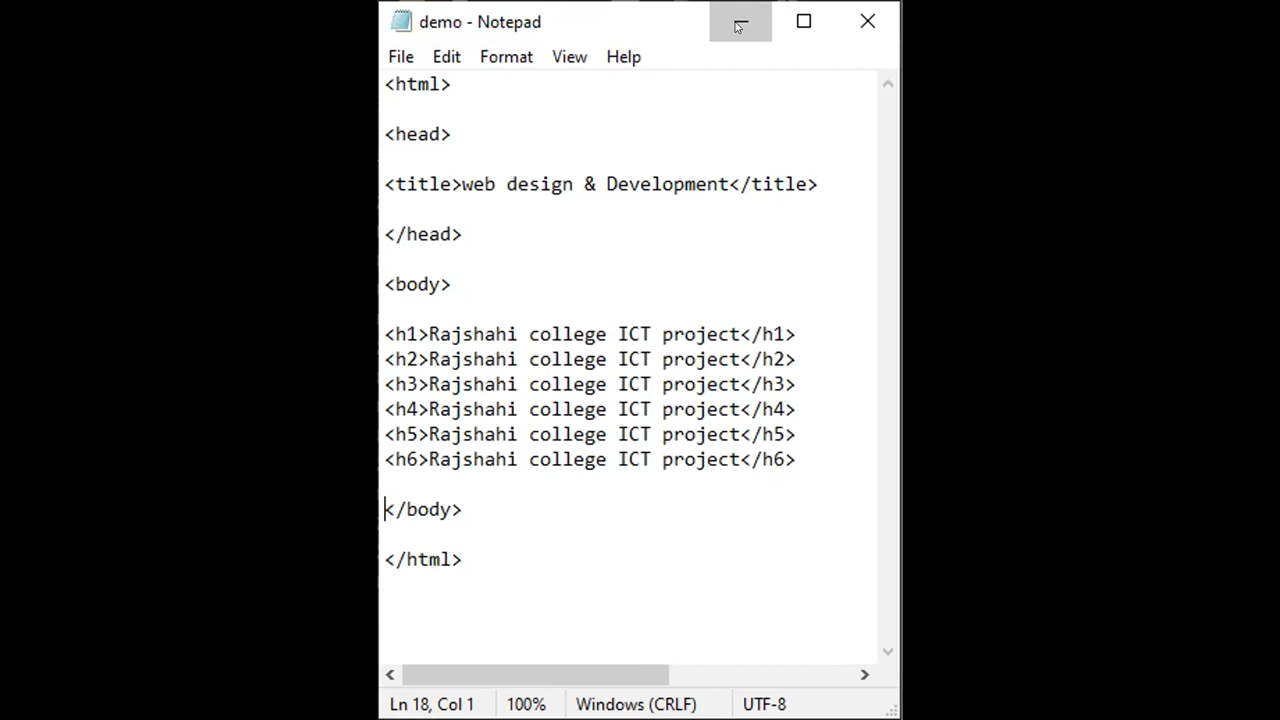 demo - Notepad
File Edit Format View Help
<html>
<head>
<title>web design & Development</title>
</head>
<body>
<h1>Rajshahi college ICT project</h1>
<h2>Rajshahi college ICT project</h2>
<h3>Rajshahi college ICT project</h3>
<h4>Rajshahi college ICT project</h4>
<h5>Rajshahi college ICT project</h5>
<h6>Rajshahi college ICT project</h6>
</body>
</html>
Ln 18, Col 1 100% Windows (CRLF) UTF-8